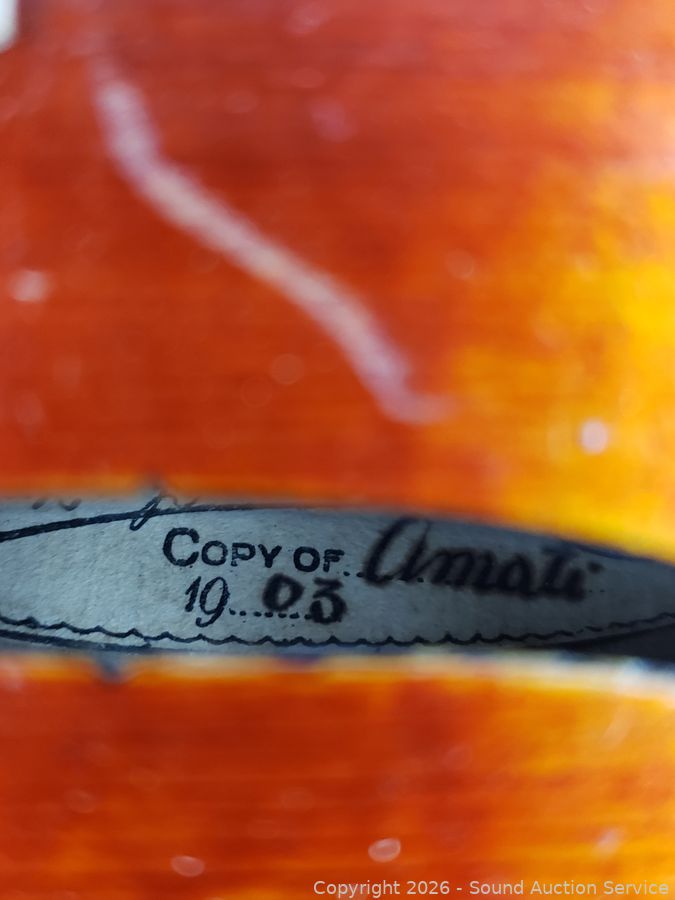 COPY OF...Amati
19...03
Copyright 2026 - Sound Auction Service